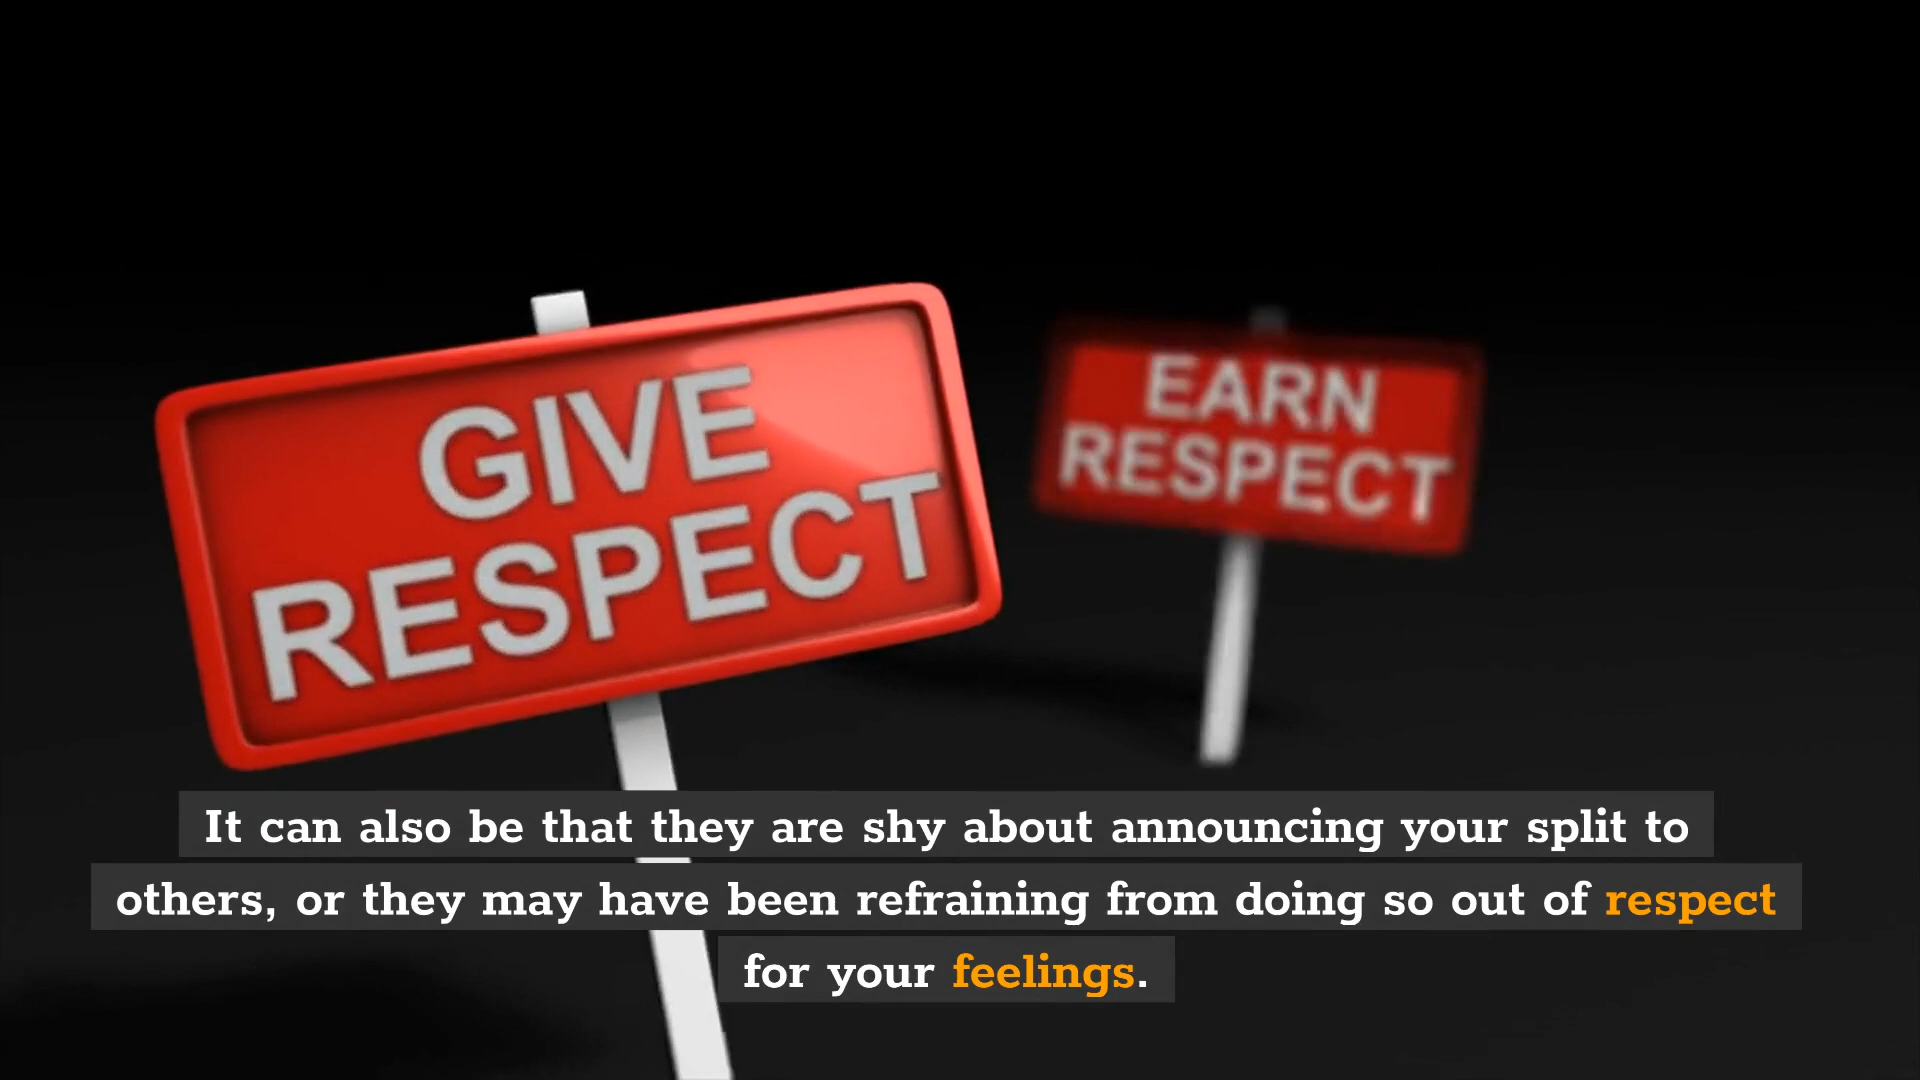 GIVE
RESPECT
EARN
RESPECT
It can also be that they are shy about announcing your split to
others, or they may have been refraining from doing so out of respect
for your feelings.